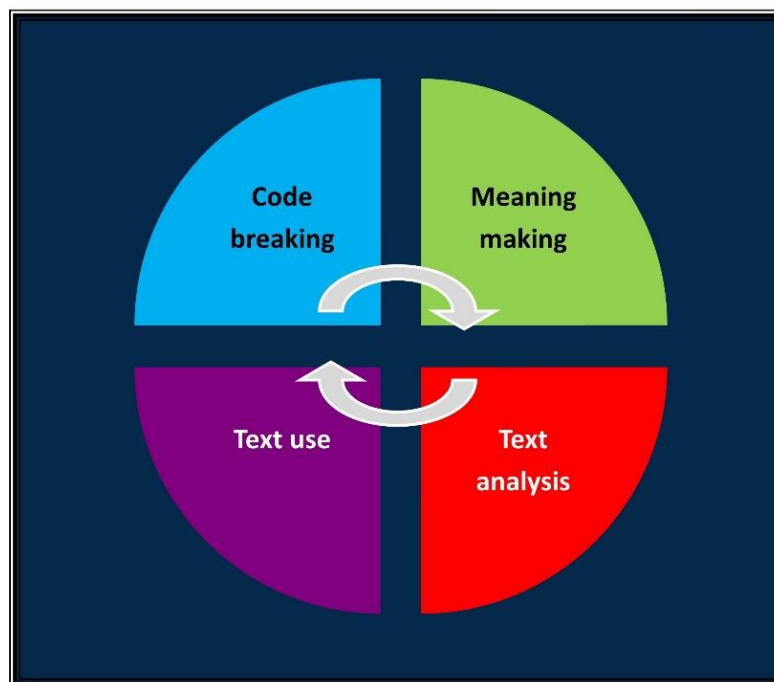 Code
breaking
Meaning
making
Text use
Text
analysis